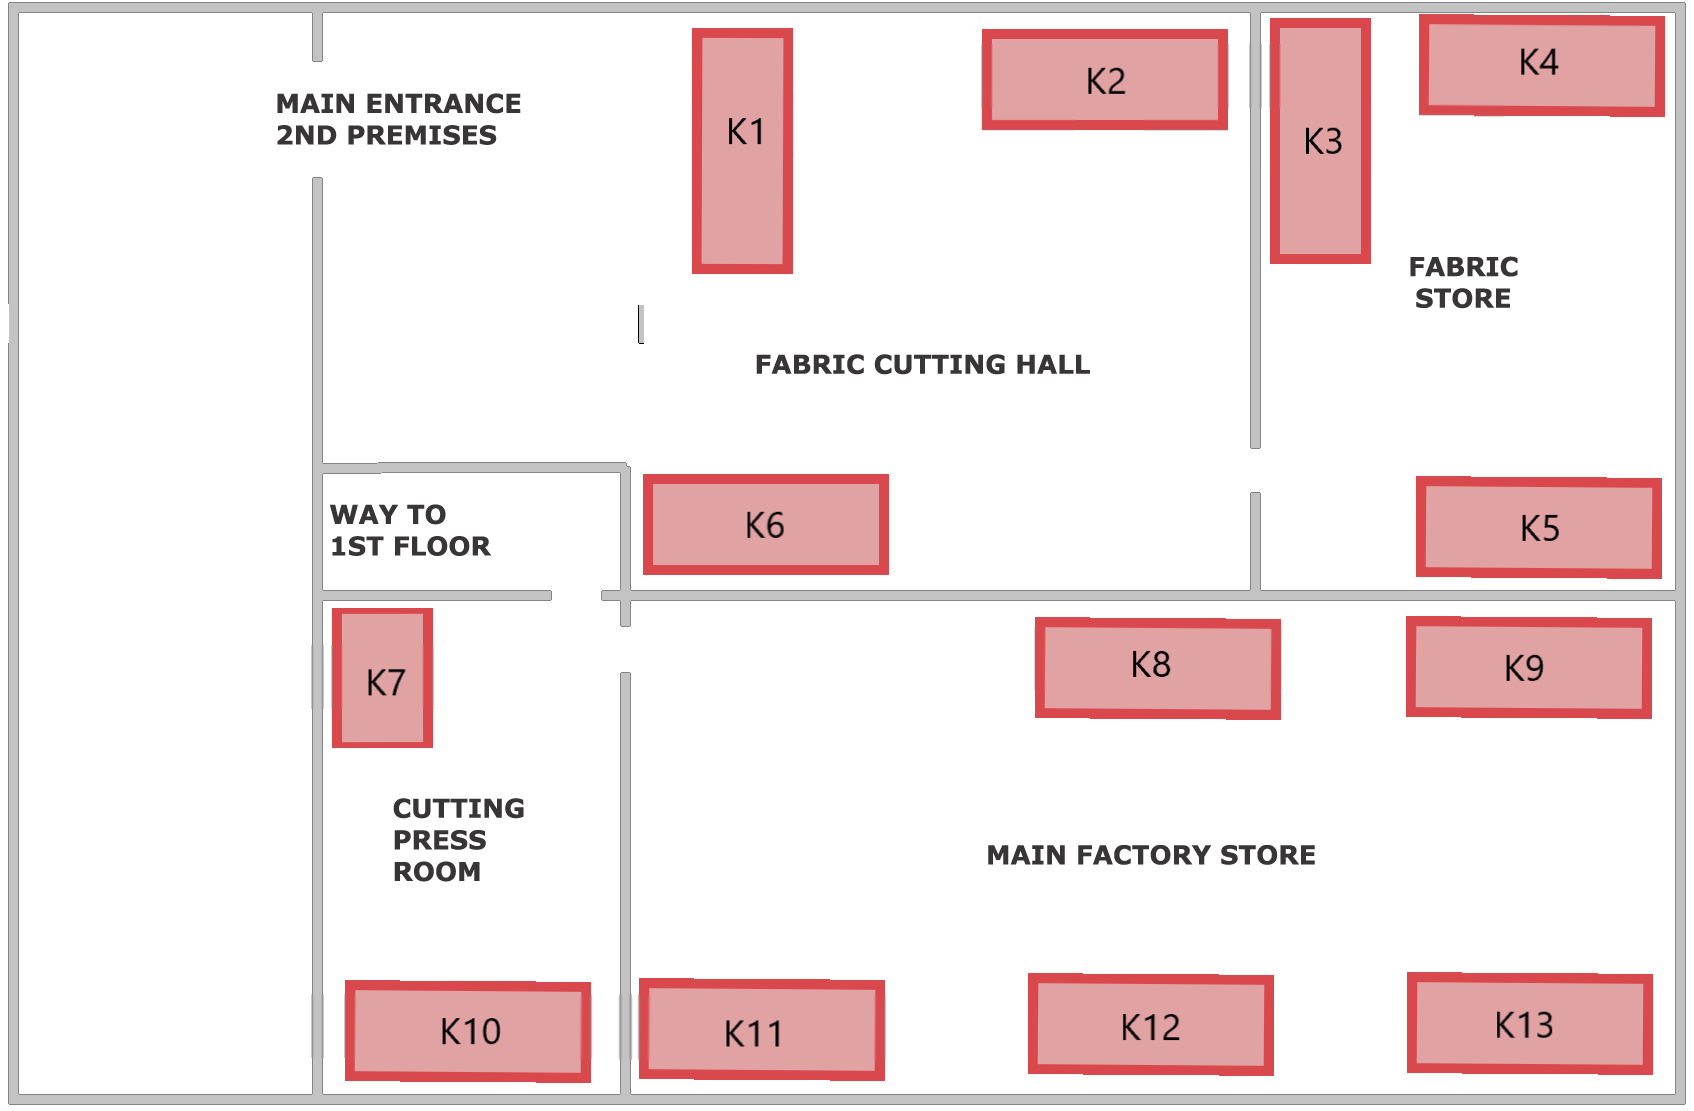 MAIN ENTRANCE
2ND PREMISES
K1
K2
K3
K4
FABRIC
STORE
FABRIC CUTTING HALL
WAY TO
1ST FLOOR
K6
K5
K7
K8
K9
CUTTING
PRESS
ROOM
MAIN FACTORY STORE
K10
K11
K12
K13